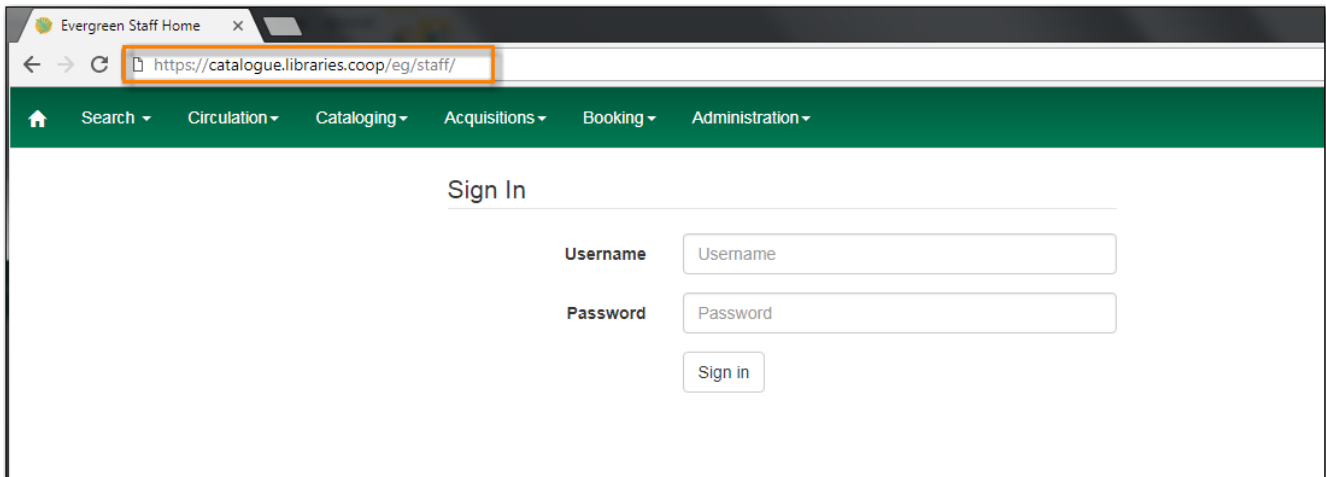 Evergreen Staff Home
https://catalogue.libraries.coop/eg/staff/
Search Circulation Cataloging Acquisitions Booking Administration
Sign In
Username Username
Password Password
Sign in